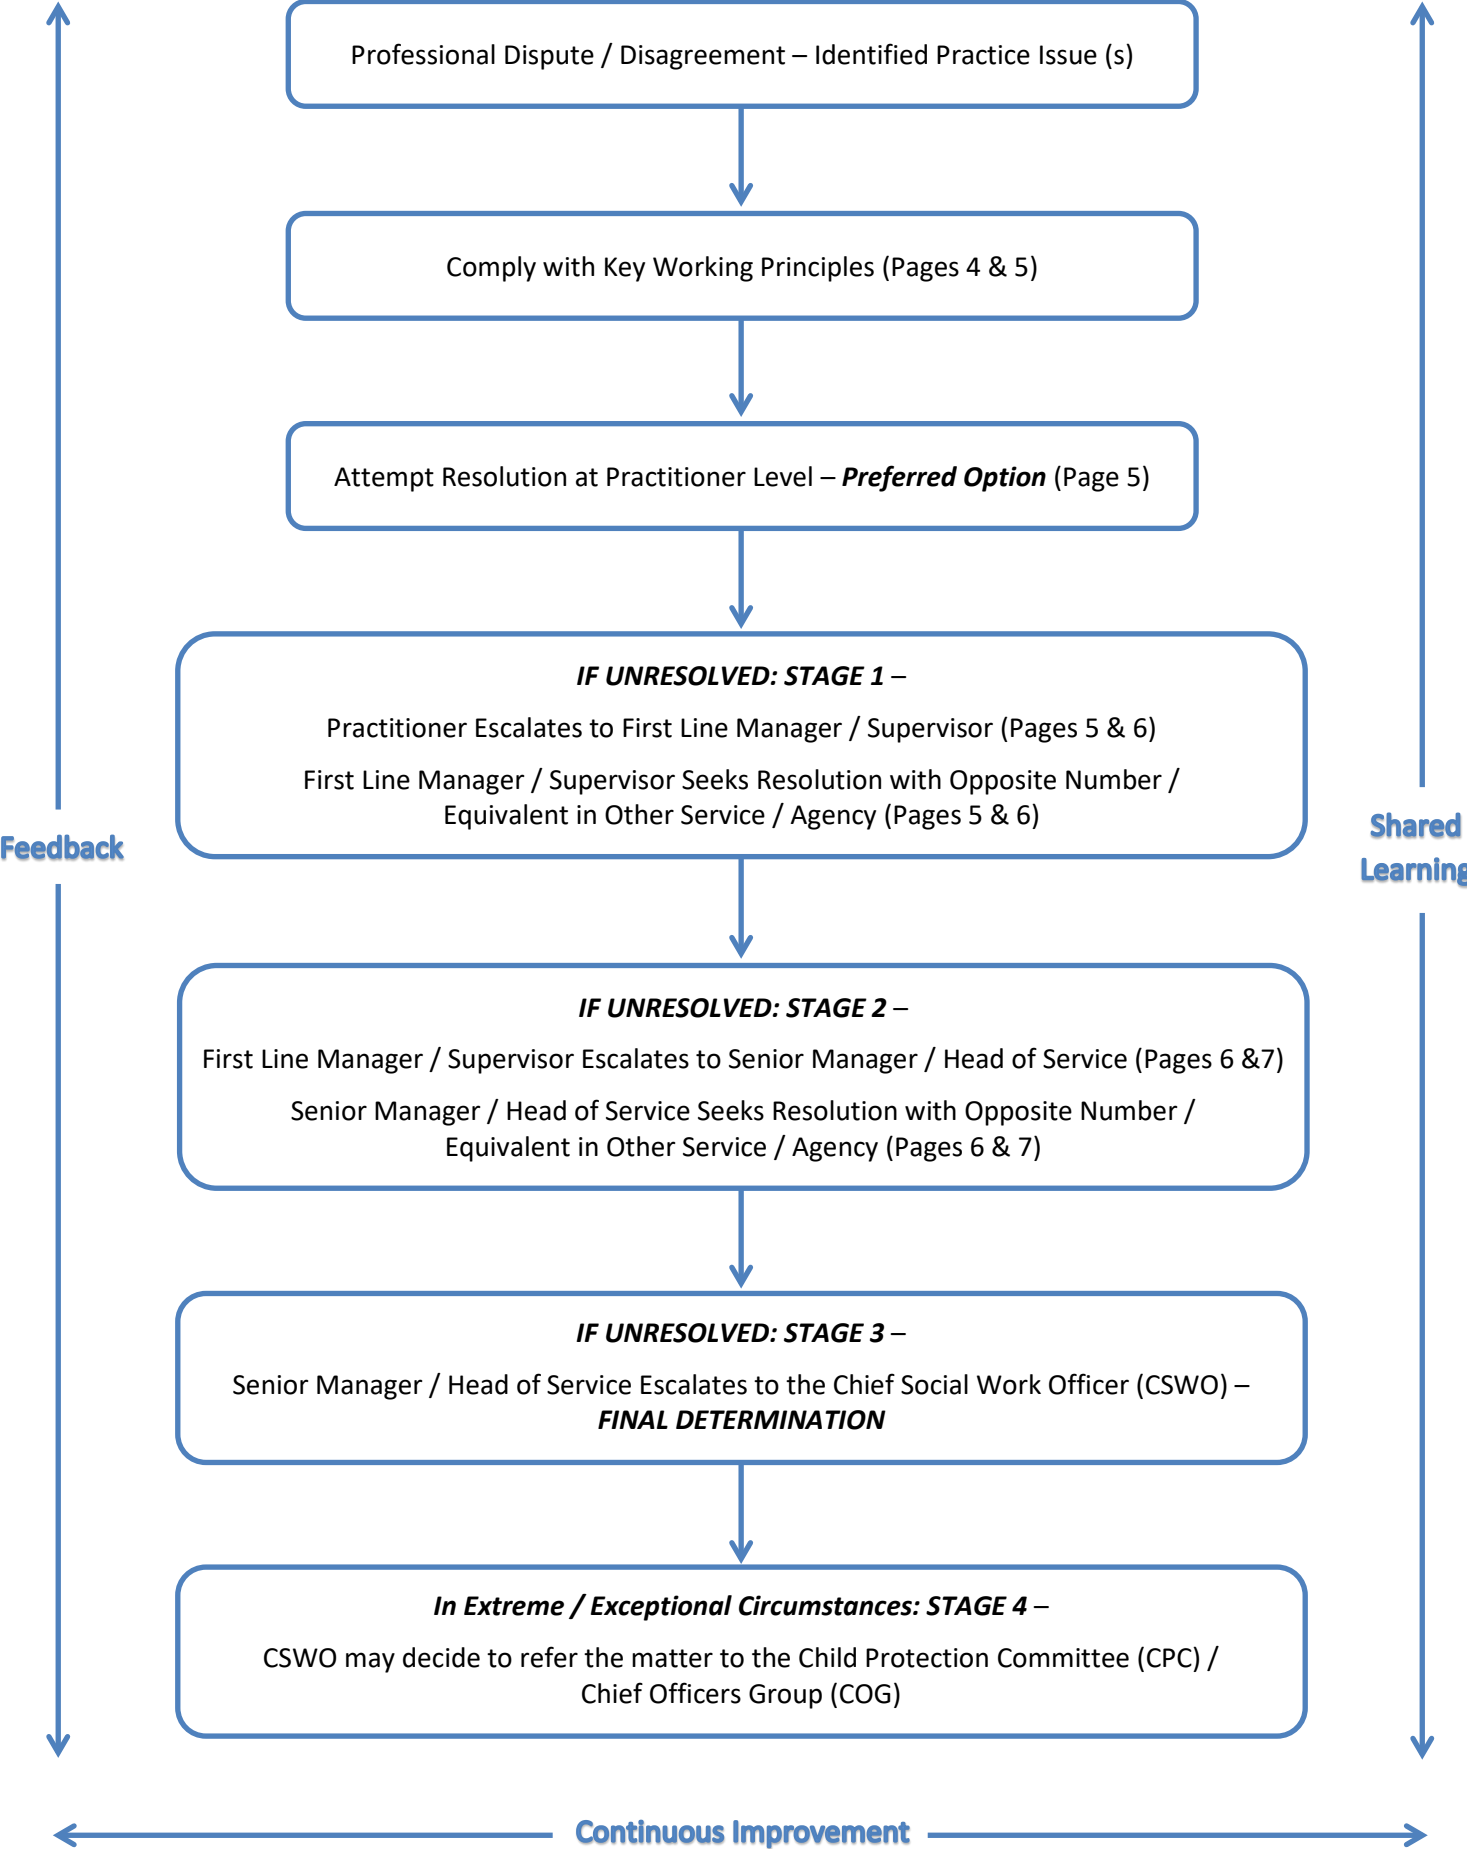 Professional Dispute / Disagreement – Identified Practice Issue (s)
Comply with Key Working Principles (Pages 4 & 5)
Attempt Resolution at Practitioner Level – Preferred Option (Page 5)
IF UNRESOLVED: STAGE 1 –
Practitioner Escalates to First Line Manager / Supervisor (Pages 5 & 6)
First Line Manager / Supervisor Seeks Resolution with Opposite Number /
Equivalent in Other Service / Agency (Pages 5 & 6)
Feedback
Shared
Learning
IF UNRESOLVED: STAGE 2 –
First Line Manager / Supervisor Escalates to Senior Manager / Head of Service (Pages 6 &7)
Senior Manager / Head of Service Seeks Resolution with Opposite Number /
Equivalent in Other Service / Agency (Pages 6 & 7)
IF UNRESOLVED: STAGE 3 –
Senior Manager / Head of Service Escalates to the Chief Social Work Officer (CSWO) –
FINAL DETERMINATION
In Extreme / Exceptional Circumstances: STAGE 4 –
CSWO may decide to refer the matter to the Child Protection Committee (CPC) /
Chief Officers Group (COG)
Continuous Improvement